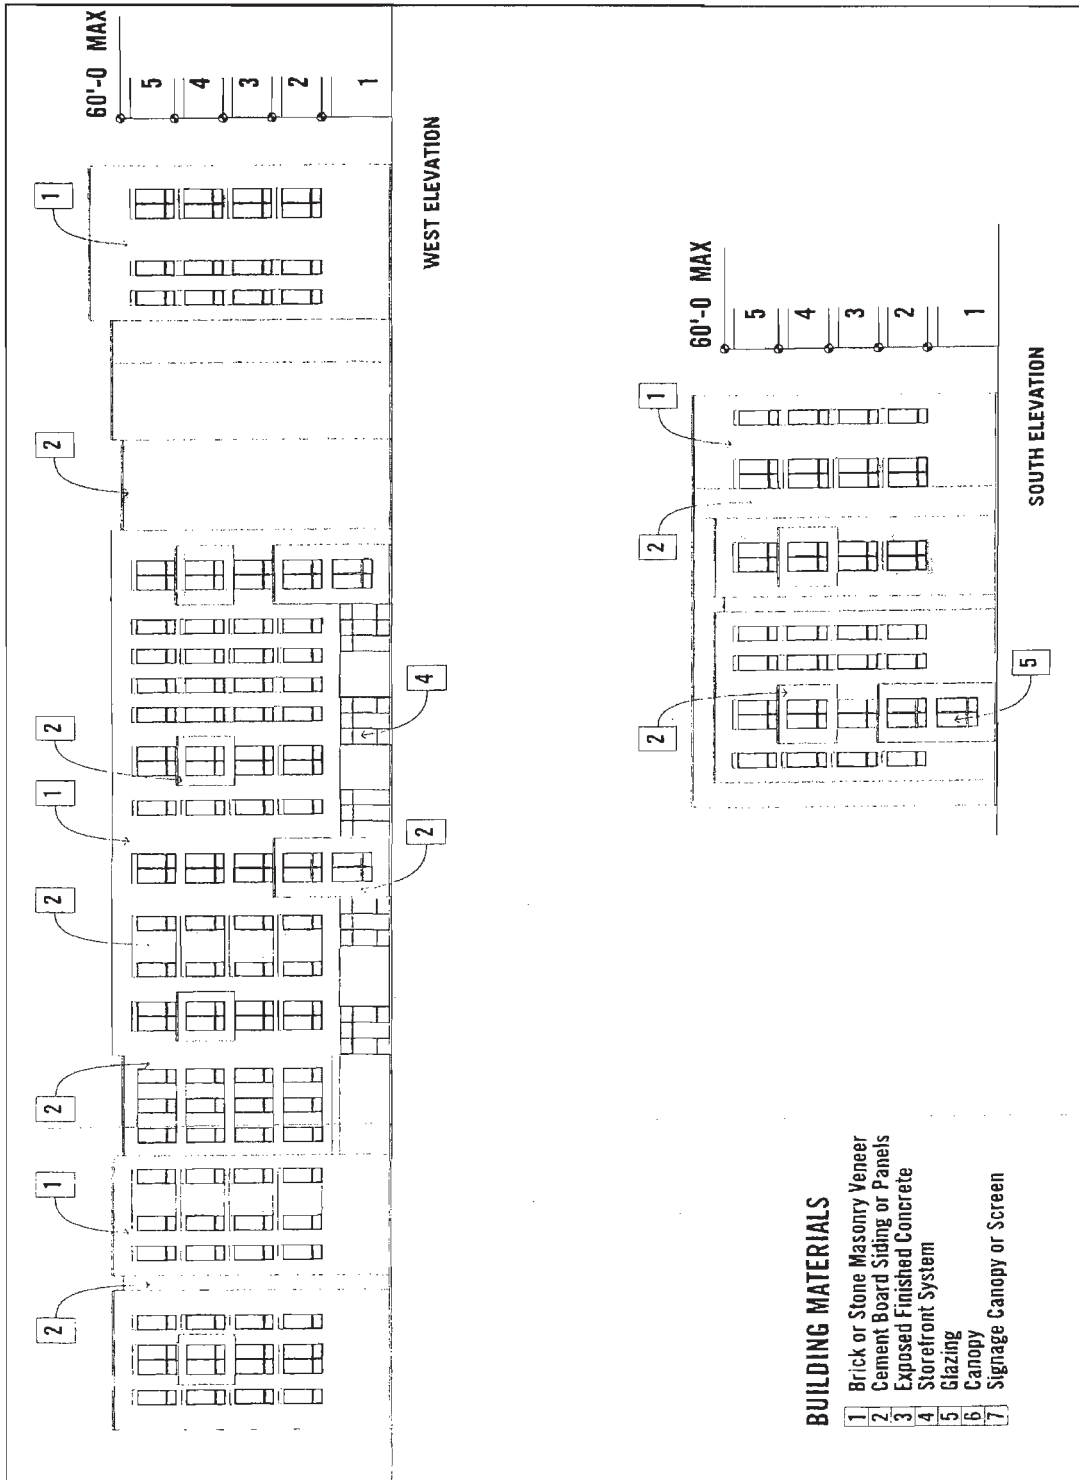 2 1 2 2 1 2 2 1
60'-0 MAX
5
4
3
2
1
2 4
WEST ELEVATION
2 2 1
60'-0 MAX
5
4
3
2
1
5
SOUTH ELEVATION
BUILDING MATERIALS
1 Brick or Stone Masonry Veneer
2 Cement Board Siding or Panels
3 Exposed Finished Concrete
4 Storefront System
5 Glazing
6 Canopy
7 Signage Canopy or Screen